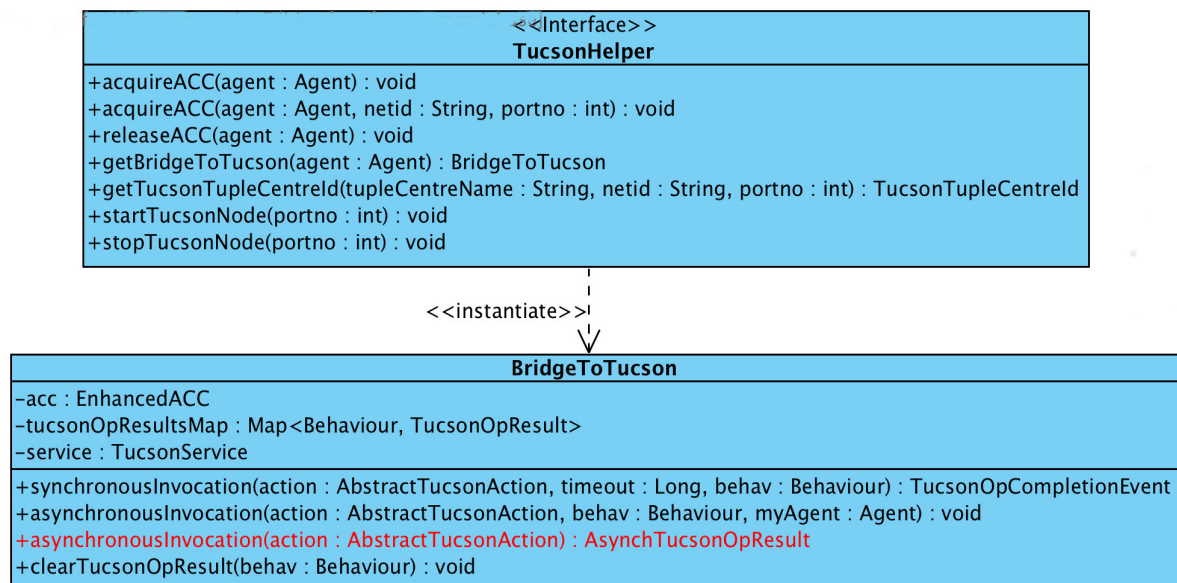 <<Interface>>
TucsonHelper
+acquireACC(agent : Agent) : void
+acquireACC(agent : Agent, netid : String, portno : int) : void
+releaseACC(agent : Agent) : void
+getBridgeToTucson(agent : Agent) : BridgeToTucson
+getTucsonTupleCentreId(tupleCentreName : String, netid : String, portno : int) : TucsonTupleCentreId
+startTucsonNode(portno : int) : void
+stopTucsonNode(portno : int) : void
<<instantiate>>
BridgeToTucson
-acc : EnhancedACC
-tucsonOpResultsMap : Map<Behaviour, TucsonOpResult>
-service : TucsonService
+synchronousInvocation(action : AbstractTucsonAction, timeout : Long, behav : Behaviour) : TucsonOpCompletionEvent
+asynchronousInvocation(action : AbstractTucsonAction, behav : Behaviour, myAgent : Agent) : void
+asynchronousInvocation(action : AbstractTucsonAction) : AsynchTucsonOpResult
+clearTucsonOpResult(behav : Behaviour) : void